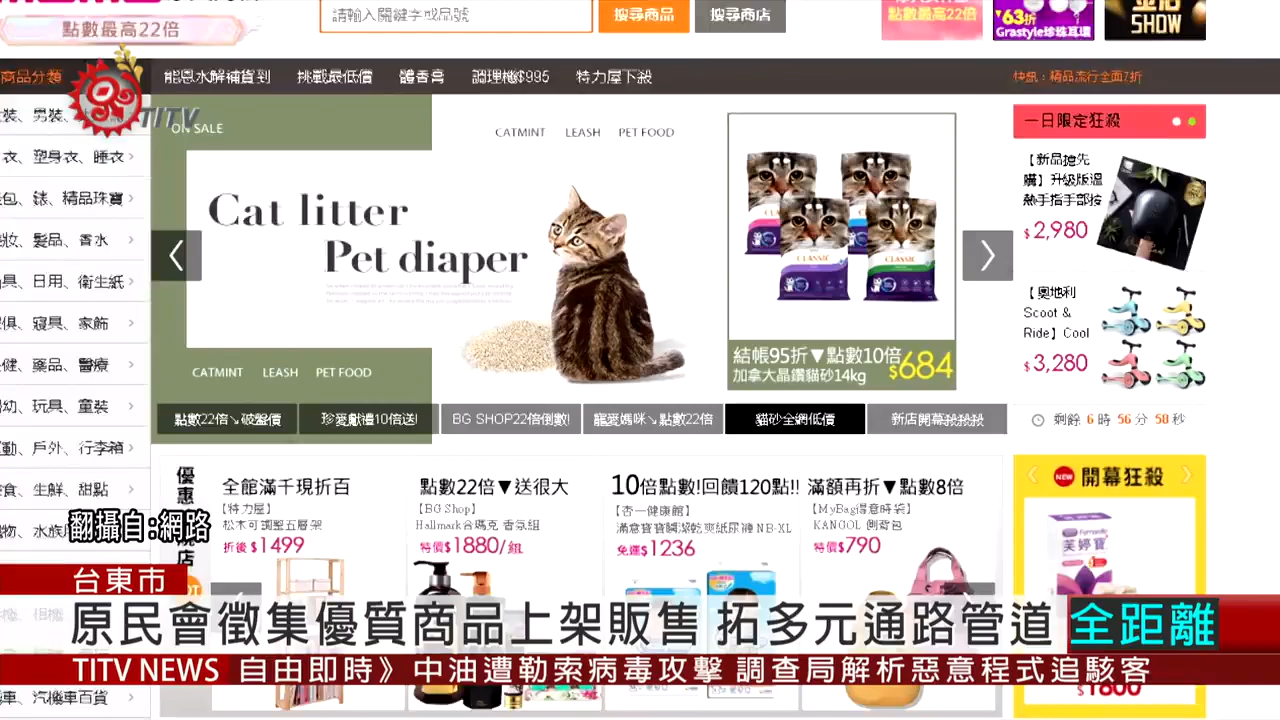 點數最高22倍
請輸入關鍵字或品號
搜尋商品
搜尋商店
點數最高22倍
63折
Grastyle珍珠耳環
SHOW
商品分類
能恩水解補貨到
挑戰最低價
體香膏
調理機$995
特力屋下殺
快訊：精品流行全面7折
TITV
ON SALE
CATMINT LEASH PET FOOD
Cat litter
Pet diaper
CATMINT LEASH PET FOOD
CLASSIC
CLASSIC
結帳95折▼點數10倍
加拿大晶鑽貓砂14kg
$684
裝、男裝、
衣、塑身衣、睡衣
包、錶、精品珠寶
妝、髮品、香水
具、日用、衛生紙
俱、寢具、家飾
健、藥品、醫療
幼、玩具、童裝
動、戶外、行李箱
食、生鮮、甜點
物、水族
車、汽機車百貨
一日限定狂殺
【新品搶先
購】升級版溫
熱手指手部按
$2,980
【奧地利
Scoot &
Ride】Cool
$3,280
剩餘 6 時 56 分 58 秒
點數22倍↘破盤價
珍愛獻禮10倍送!
BG SHOP22倍倒數!
寵愛媽咪↘點數22倍
貓砂全網低價
新店開幕殺殺殺
優惠
店
全館滿千現折百
【特力屋】
松木可調整五層架
折後$1499
點數22倍▼送很大
【BG Shop】
Hallmark合瑪克 香氛組
特價$1880/組
10倍點數!回饋120點!!
【杏一健康館】
滿意寶寶瞬潔乾爽紙尿褲 NB-XL
免運$1236
滿額再折▼點數8倍
【MyBag得意時袋】
KANGOL 側背包
特價$790
NEW 開幕狂殺
芙婷寶
$1800
翻攝自:網路
台東市
原民會徵集優質商品上架販售 拓多元通路管道
全距離
TITV NEWS 自由即時》中油遭勒索病毒攻擊 調查局解析惡意程式追駭客